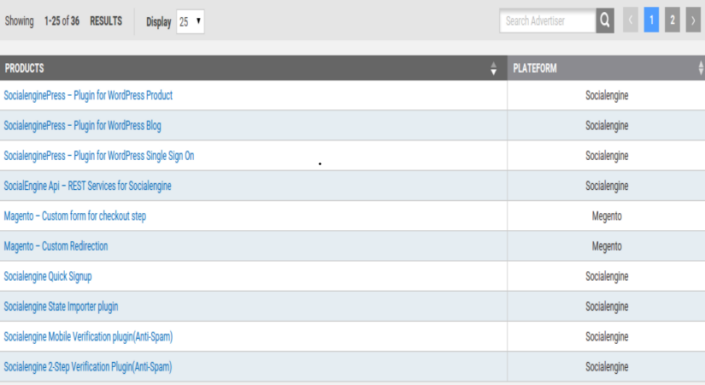 Showing 1-25 of 36 RESULTS Display 25 Search Advertiser 1 2
PRODUCTS PLATEFORM
SocialenginePress – Plugin for WordPress Product Socialengine
SocialenginePress – Plugin for WordPress Blog Socialengine
SocialenginePress – Plugin for WordPress Single Sign On Socialengine
SocialEngine Api – REST Services for Socialengine Socialengine
Magento – Custom form for checkout step Megento
Magento – Custom Redirection Megento
Socialengine Quick Signup Socialengine
Socialengine State Importer plugin Socialengine
Socialengine Mobile Verification plugin(Anti-Spam) Socialengine
Socialengine 2-Step Verification Plugin(Anti-Spam) Socialengine